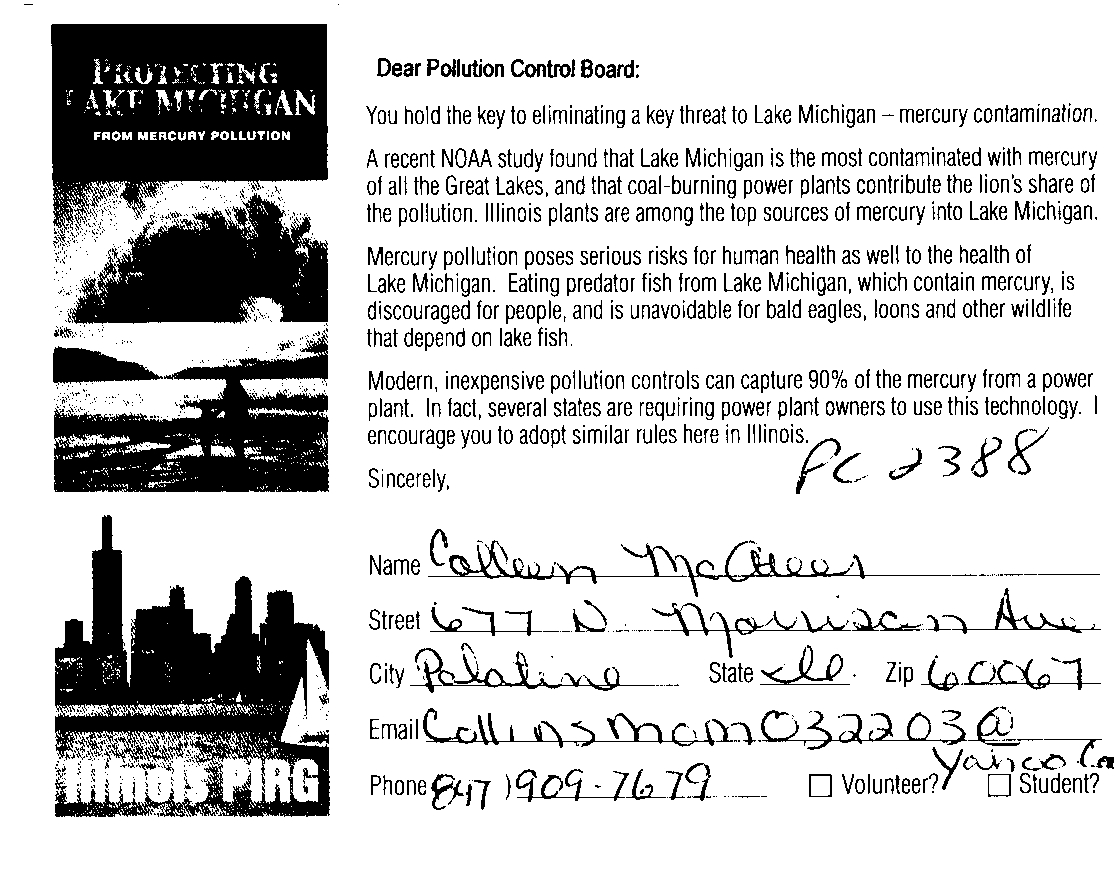 PROTECTING
LAKE MICHIGAN
FROM MERCURY POLLUTION
Illinois PIRG
Dear Pollution Control Board:
You hold the key to eliminating a key threat to Lake Michigan – mercury contamination.
A recent NOAA study found that Lake Michigan is the most contaminated with mercury
of all the Great Lakes, and that coal-burning power plants contribute the lion's share of
the pollution. Illinois plants are among the top sources of mercury into Lake Michigan.
Mercury pollution poses serious risks for human health as well to the health of
Lake Michigan. Eating predator fish from Lake Michigan, which contain mercury, is
discouraged for people, and is unavoidable for bald eagles, loons and other wildlife
that depend on lake fish.
Modern, inexpensive pollution controls can capture 90% of the mercury from a power
plant. In fact, several states are requiring power plant owners to use this technology. I
encourage you to adopt similar rules here in Illinois.
PC 2388
Sincerely,
Name Colleen
Street 677 N. Morrison Ave.
City Palatine State Ill. Zip 60067
Email CollinsMom032203@
Yahoo Co
Phone 847) 909-7679 Volunteer? Student?